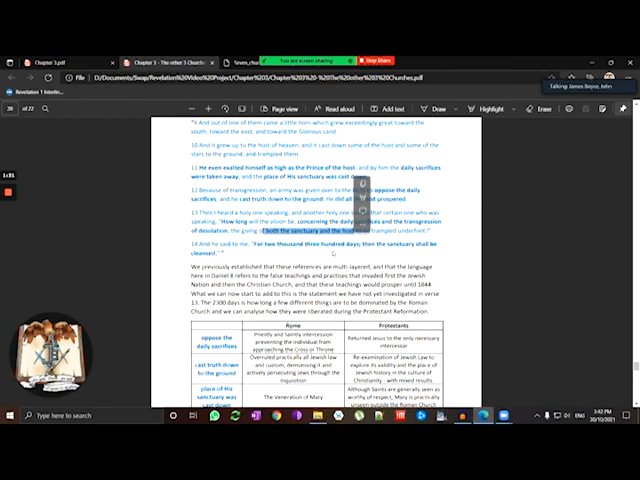 Chapter 3.pdf
Chapter 3 - The other 3 Church
Seven_chur
You are screen sharing
Stop Share
File
D:/Documents/Swap/Revelation%20Video%20Project/Chapter%203/Chapter%203%20-%20The%20other%203%20Churches.pdf
Talking: James Boyce, John
Revelation 1 Interlin...
20 of 22
Page view
Read aloud
Add text
Draw
Highlight
Erase
"9 And out of one of them came a little horn which grew exceedingly great toward the
south, toward the east, and toward the Glorious Land
10 And it grew up to the host of heaven, and it cast down some of the host and some of the
stars to the ground, and trampled them
11 He even exalted himself as high as the Prince of the host, and by him the daily sacrifices
were taken away, and the place of His sanctuary was cast
12 Because of transgression, an army was given over to the oppose the daily
sacrifices, and he cast truth down to the ground. He did all prospered.
13 Then I heard a holy one speaking, and another holy one that certain one who was
speaking, "How long will the vision be, concerning the daily sacrifices and the transgression
of desolation, the giving of both the sanctuary and the host trampled underfoot?"
14 And he said to me, "For two thousand three hundred days; then the sanctuary shall be
cleansed." "
We previously established that these references are multi-layered, and that the language
here in Daniel 8 refers to the false teachings and practises that invaded first the Jewish
Nation and then the Christian Church, and that these teachings would prosper until 1844.
What we can now start to add to this is the statement we have not yet investigated in verse
13. The 2300 days is how long a few different things are to be dominated by the Roman
Church and we can analyse how they were liberated during the Protestant Reformation.
Rome Protestants
oppose the daily sacrifices
Priestly and Saintly intercession preventing the individual from approaching the Cross or Throne
Returned Jesus to the only necessary intercessor
cast truth down to the ground
Overruled practically all Jewish law and custom, demonising it and actively persecuting Jews through the Inquisition
Re-examination of Jewish Law to explore its validity and the place of Jewish history in the culture of Christianity - with mixed results
place of His sanctuary was cast down
The Veneration of Mary
Although Saints are generally seen as worthy of respect, Mary is practically unseen outside the Roman Church
Type here to search
ENG
3:42 PM
30/10/2021